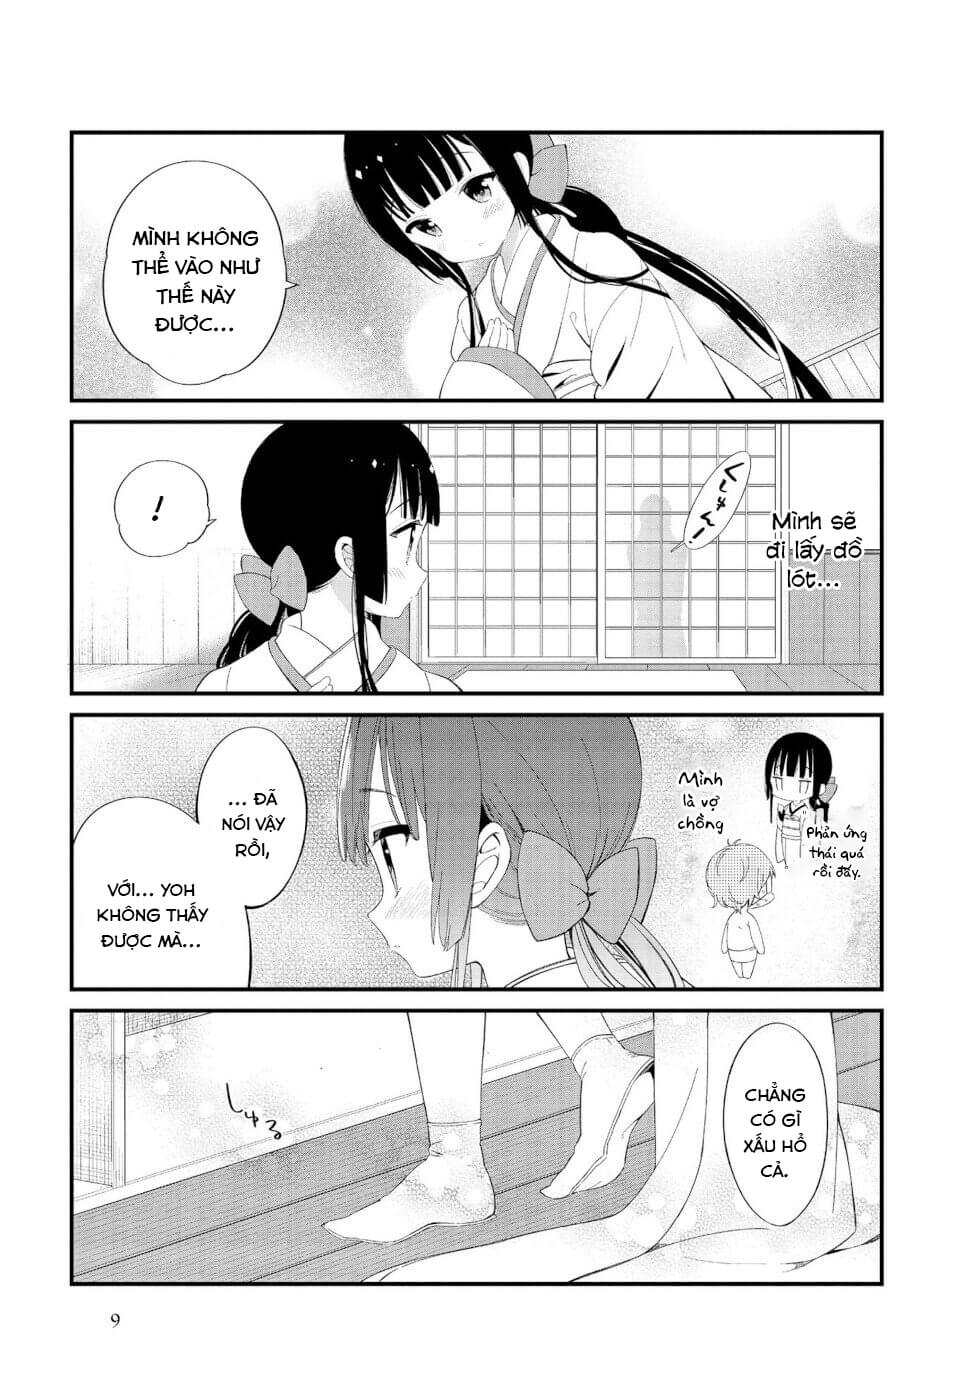 MÌNH KHÔNG
THỂ VÀO NHƯ
THẾ NÀY
ĐƯỢC...
!
くしゅん!
Mình sẽ
đi lấy đồ
lót...
... ĐÃ
NÓI VẬY
RỒI,
VỚI... YOH
KHÔNG THẤY
ĐƯỢC MÀ...
Mình
là vợ
chồng
"Phản ứng
thái quá
rồi đấy.
しゅる
CHẲNG
CÓ GÌ
XẤU HỔ
CẢ.
9